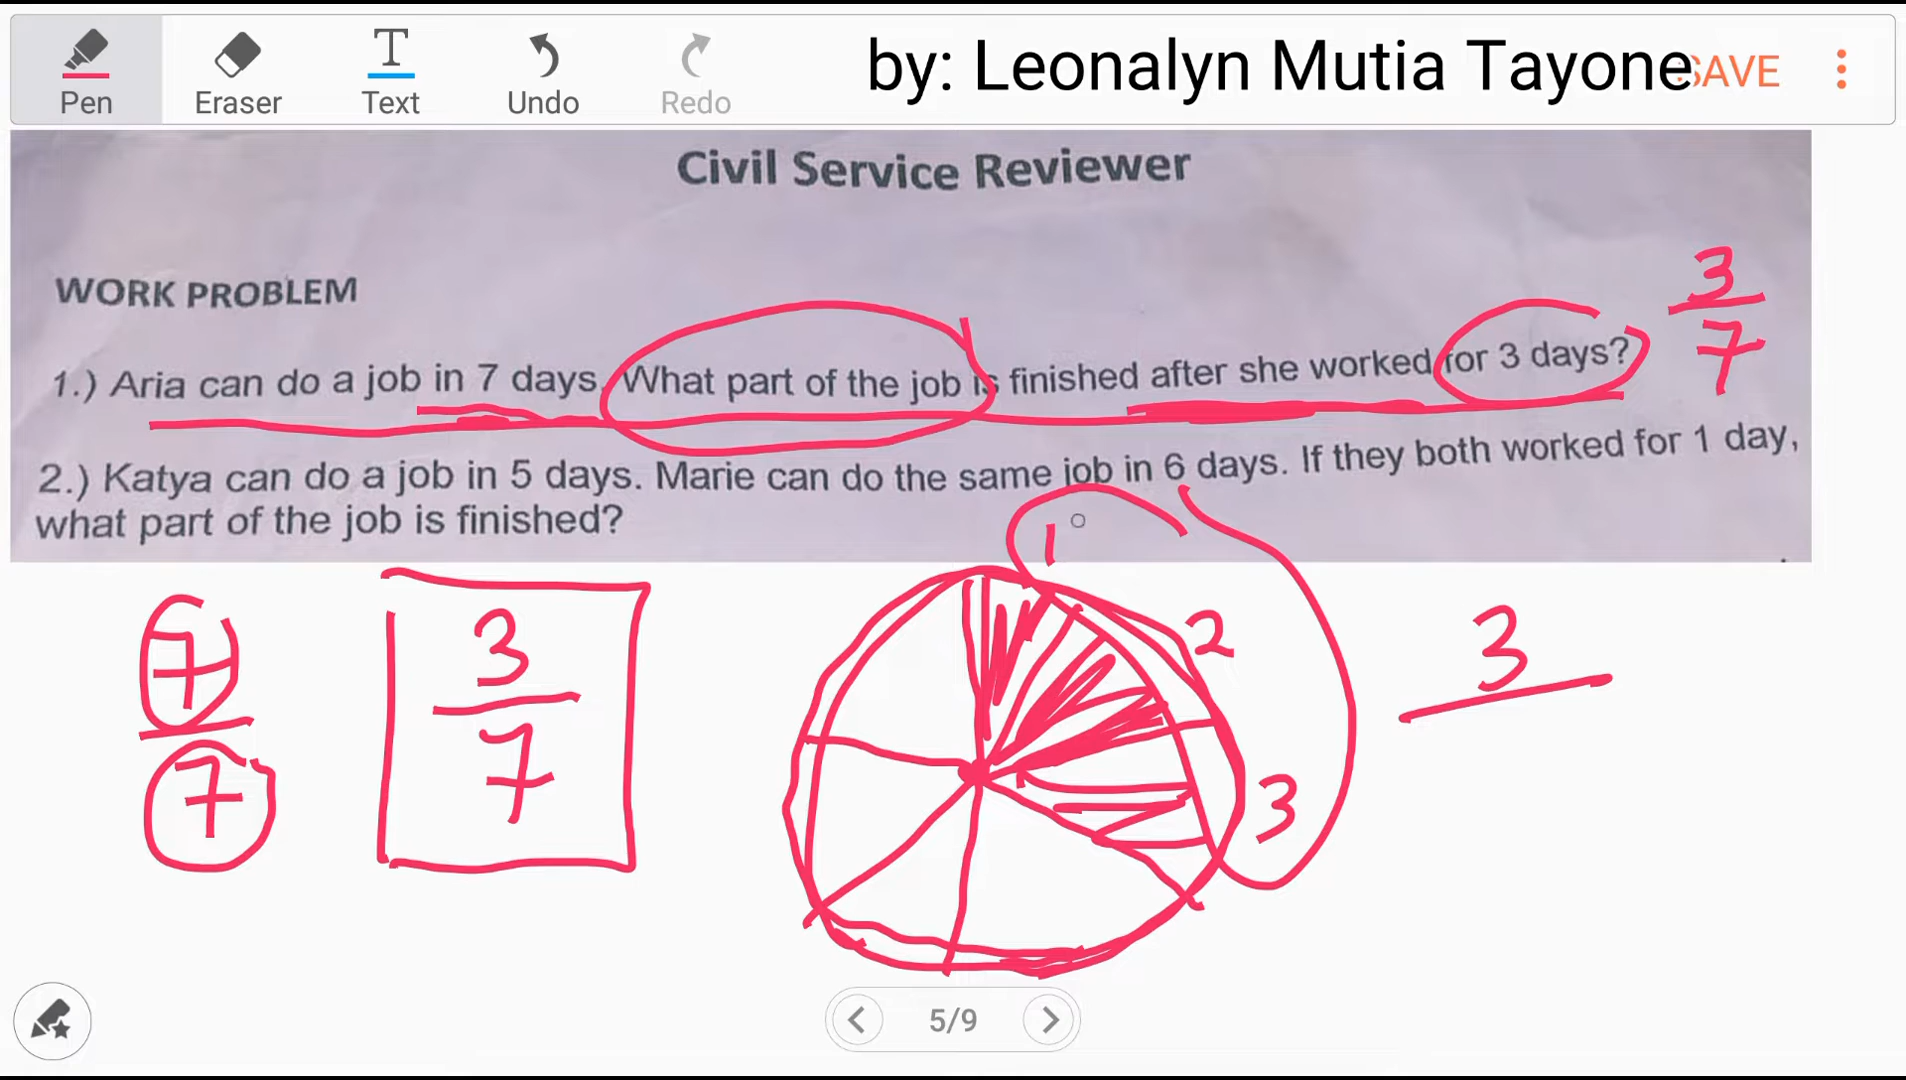 Pen
Eraser
Text
Undo
Redo
by: Leonalyn Mutia Tayone
SAVE
Civil Service Reviewer
WORK PROBLEM
1.) Aria can do a job in 7 days. What part of the job is finished after she worked for 3 days?
3
7
2.) Katya can do a job in 5 days. Marie can do the same job in 6 days. If they both worked for 1 day,
what part of the job is finished?
7
7
3
7
1
2
3
3
5/9